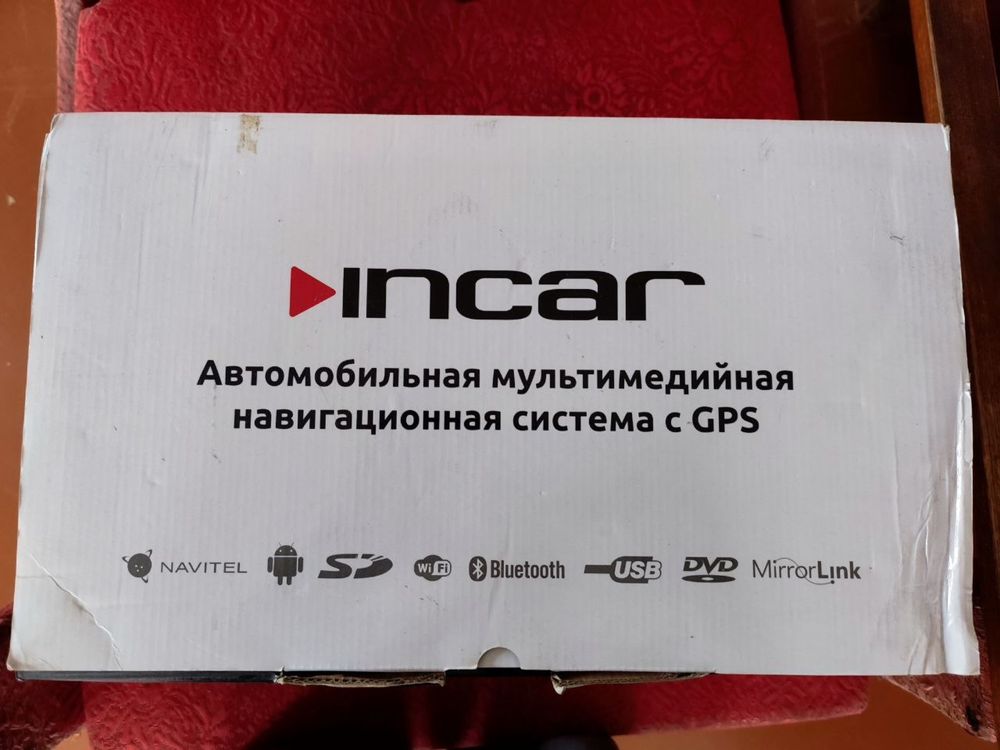 incar
Автомобильная мультимедийная
навигационная система с GPS
NAVITEL SD WiFi Bluetooth USB DVD MirrorLink